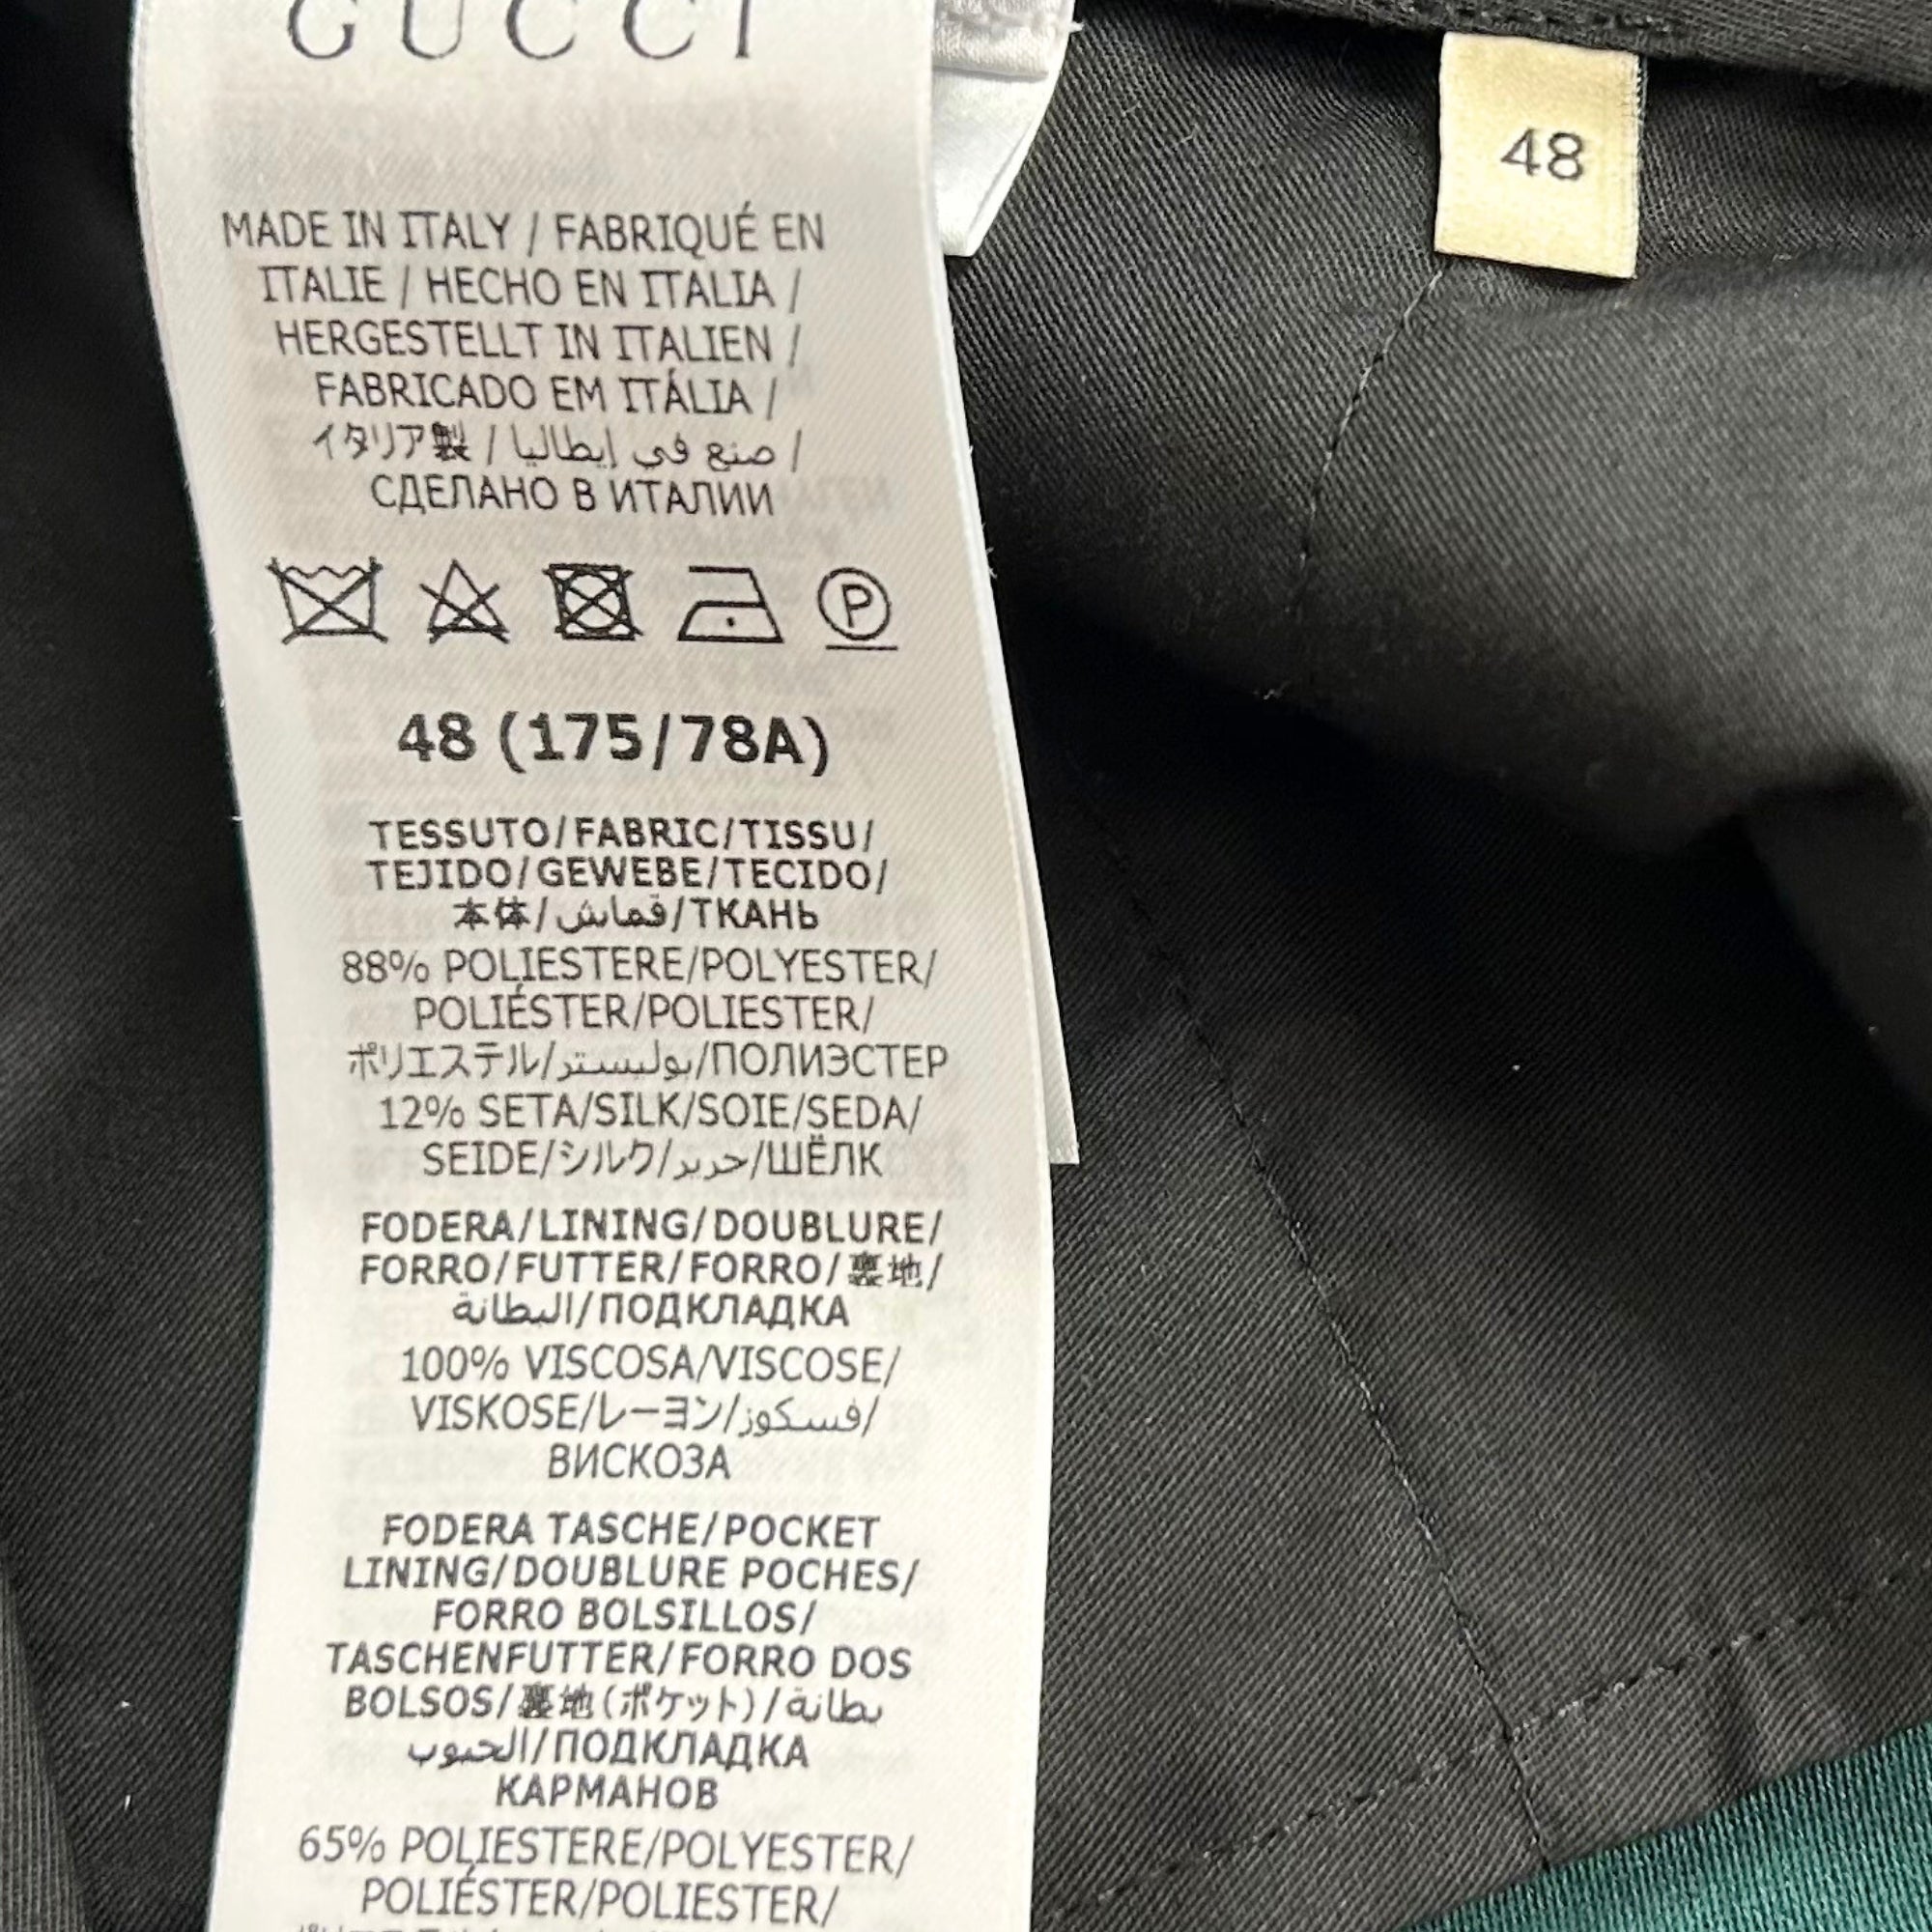 GUCCI
48
MADE IN ITALY / FABRIQUÉ EN
ITALIE / HECHO EN ITALIA /
HERGESTELLT IN ITALIEN /
FABRICADO EM ITÁLIA /
イタリア製 / صنع في إيطاليا /
СДЕЛАНО В ИТАЛИИ
P
48 (175/78A)
TESSUTO/FABRIC/TISSU/
TEJIDO/GEWEBE/TECIDO/
本体/قماش/ТКАНЬ
88% POLIESTERE/POLYESTER/
POLIÉSTER/POLIESTER/
ポリエステル/بوليستر/ПОЛИЭСТЕР
12% SETA/SILK/SOIE/SEDA/
SEIDE/シルク/حرير/ШЁЛК
FODERA/LINING/DOUBLURE/
FORRO/FUTTER/FORRO/裏地/
البطانة/ПОДКЛАДКА
100% VISCOSA/VISCOSE/
VISKOSE/レーヨン/فسكوز/
ВИСКОЗА
FODERA TASCHE/POCKET
LINING/DOUBLURE POCHES/
FORRO BOLSILLOS/
TASCHENFUTTER/FORRO DOS
BOLSOS/裏地(ポケット)/بطانة
الجيوب/ПОДКЛАДКА
КАРМАНОВ
65% POLIESTERE/POLYESTER/
POLIÉSTER/POLIESTER/